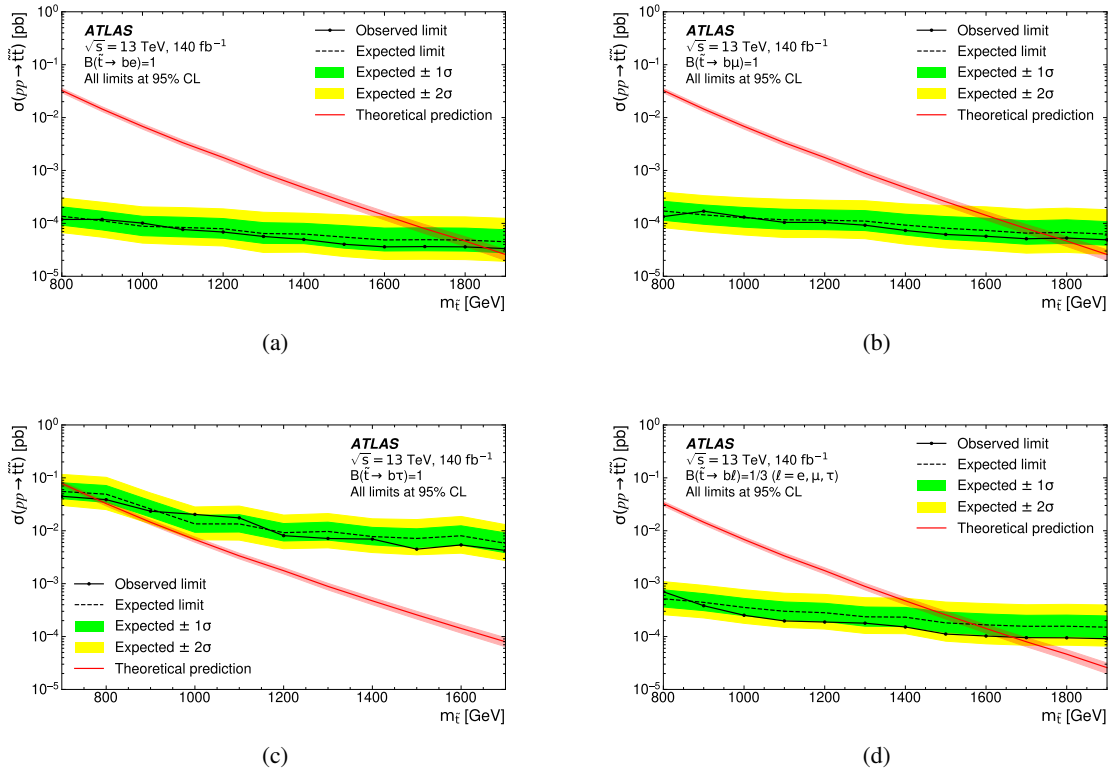 ATLAS
√s = 13 TeV, 140 fb⁻¹
B(t̃ → be)=1
All limits at 95% CL
Observed limit
Expected limit
Expected ± 1σ
Expected ± 2σ
Theoretical prediction
σ(pp → t̃t̃) [pb]
10⁰
10⁻¹
10⁻²
10⁻³
10⁻⁴
10⁻⁵
800 1000 1200 1400 1600 1800
m_t̃ [GeV]
(a)
ATLAS
√s = 13 TeV, 140 fb⁻¹
B(t̃ → bμ)=1
All limits at 95% CL
Observed limit
Expected limit
Expected ± 1σ
Expected ± 2σ
Theoretical prediction
σ(pp → t̃t̃) [pb]
10⁰
10⁻¹
10⁻²
10⁻³
10⁻⁴
10⁻⁵
800 1000 1200 1400 1600 1800
m_t̃ [GeV]
(b)
ATLAS
√s = 13 TeV, 140 fb⁻¹
B(t̃ → bτ)=1
All limits at 95% CL
Observed limit
Expected limit
Expected ± 1σ
Expected ± 2σ
Theoretical prediction
σ(pp → t̃t̃) [pb]
10⁰
10⁻¹
10⁻²
10⁻³
10⁻⁴
10⁻⁵
800 1000 1200 1400 1600
m_t̃ [GeV]
(c)
ATLAS
√s = 13 TeV, 140 fb⁻¹
B(t̃ → bℓ)=1/3 (ℓ = e, μ, τ)
All limits at 95% CL
Observed limit
Expected limit
Expected ± 1σ
Expected ± 2σ
Theoretical prediction
σ(pp → t̃t̃) [pb]
10⁰
10⁻¹
10⁻²
10⁻³
10⁻⁴
10⁻⁵
800 1000 1200 1400 1600 1800
m_t̃ [GeV]
(d)